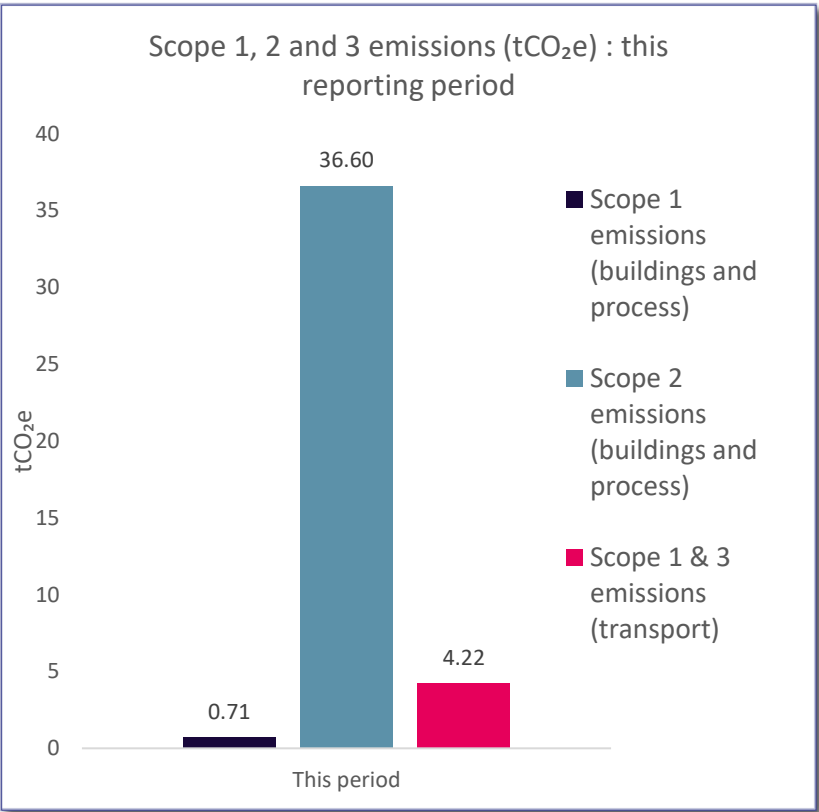 Scope 1, 2 and 3 emissions (tCO₂e) : this
reporting period
40
35
30
25
20
15
10
5
0
tCO₂e
36.60
0.71
4.22
This period
Scope 1
emissions
(buildings and
process)
Scope 2
emissions
(buildings and
process)
Scope 1 & 3
emissions
(transport)